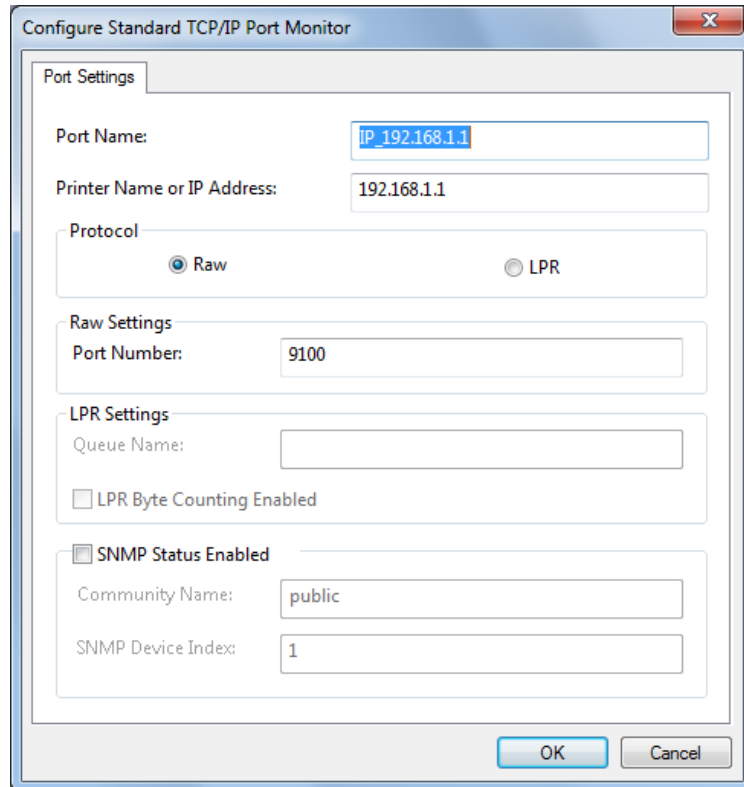 Configure Standard TCP/IP Port Monitor
Port Settings
Port Name: IP_192.168.1.1
Printer Name or IP Address: 192.168.1.1
Protocol
Raw LPR
Raw Settings
Port Number: 9100
LPR Settings
Queue Name:
LPR Byte Counting Enabled
SNMP Status Enabled
Community Name: public
SNMP Device Index: 1
OK Cancel